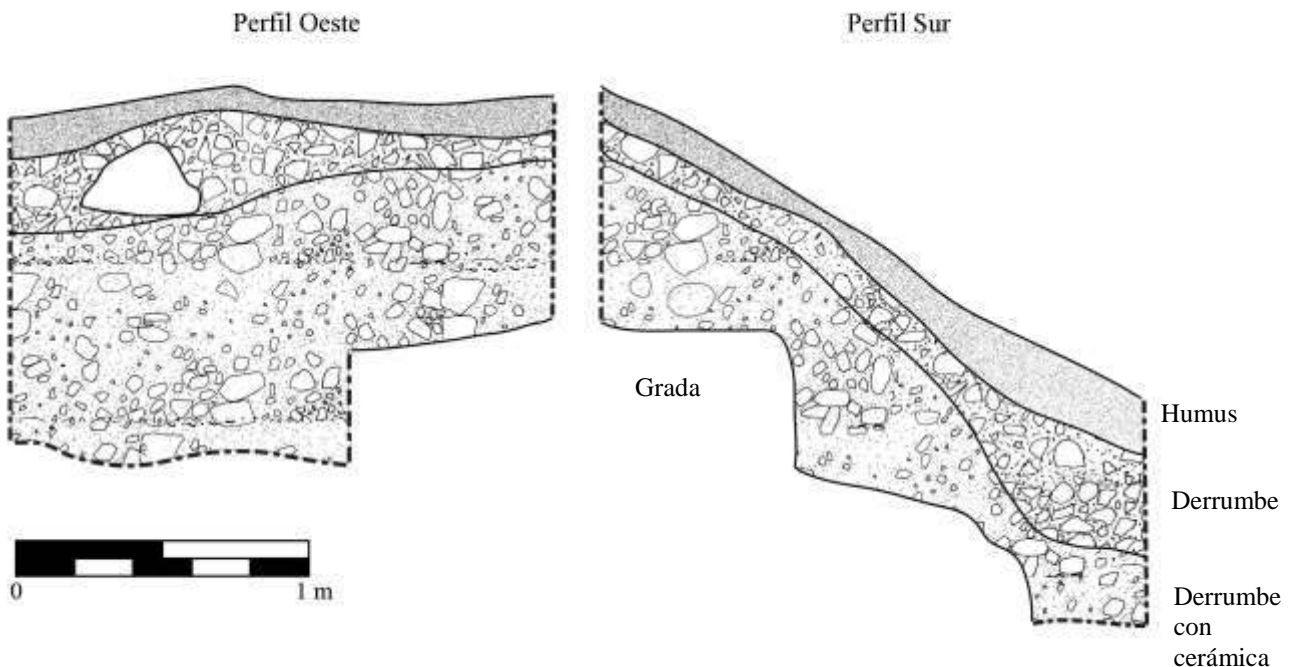 Perfil Oeste
Perfil Sur
Grada
Humus
Derrumbe
Derrumbe
con
cerámica
0
1 m